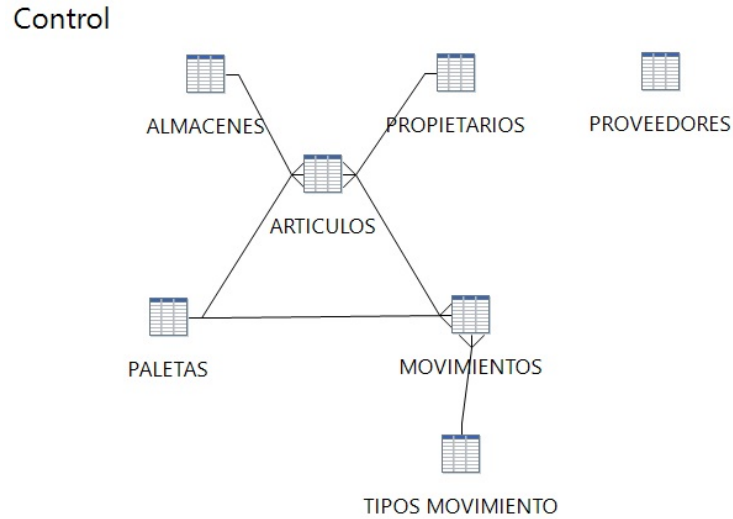 Control
ALMACENES
PROPIETARIOS
PROVEEDORES
ARTICULOS
PALETAS
MOVIMIENTOS
TIPOS MOVIMIENTO